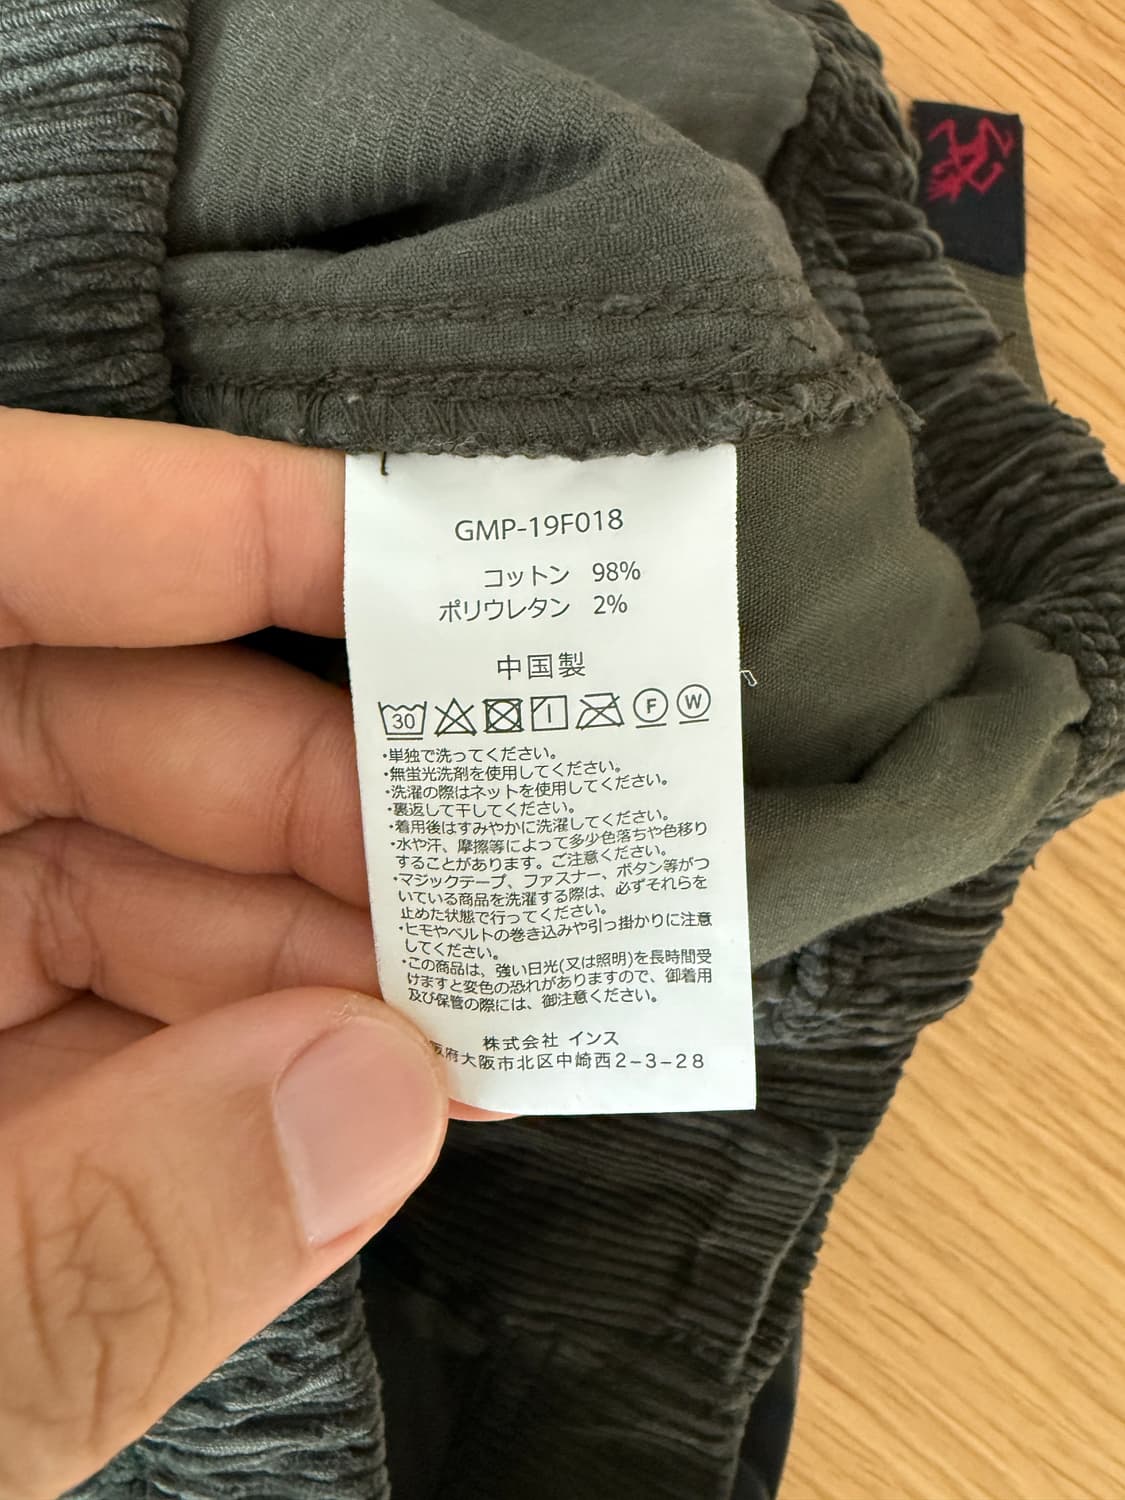 GMP-19F018
コットン 98%
ポリウレタン 2%
中国製
30 F W
・単独で洗ってください。
・無蛍光洗剤を使用してください。
・洗濯の際はネットを使用してください。
・裏返して干してください。
・着用後はすみやかに洗濯してください。
・水や汗、摩擦等によって多少色落ちや色移り
することがあります。ご注意ください。
・マジックテープ、ファスナー、ボタン等がつ
いている商品を洗濯する際は、必ずそれらを
止めた状態で行ってください。
・ヒモやベルトの巻き込みや引っ掛かりに注意
してください。
・この商品は、強い日光(又は照明)を長時間受
けますと変色の恐れがありますので、御着用
及び保管の際には、御注意ください。
株式会社 インス
阪府大阪市北区中崎西2-3-28